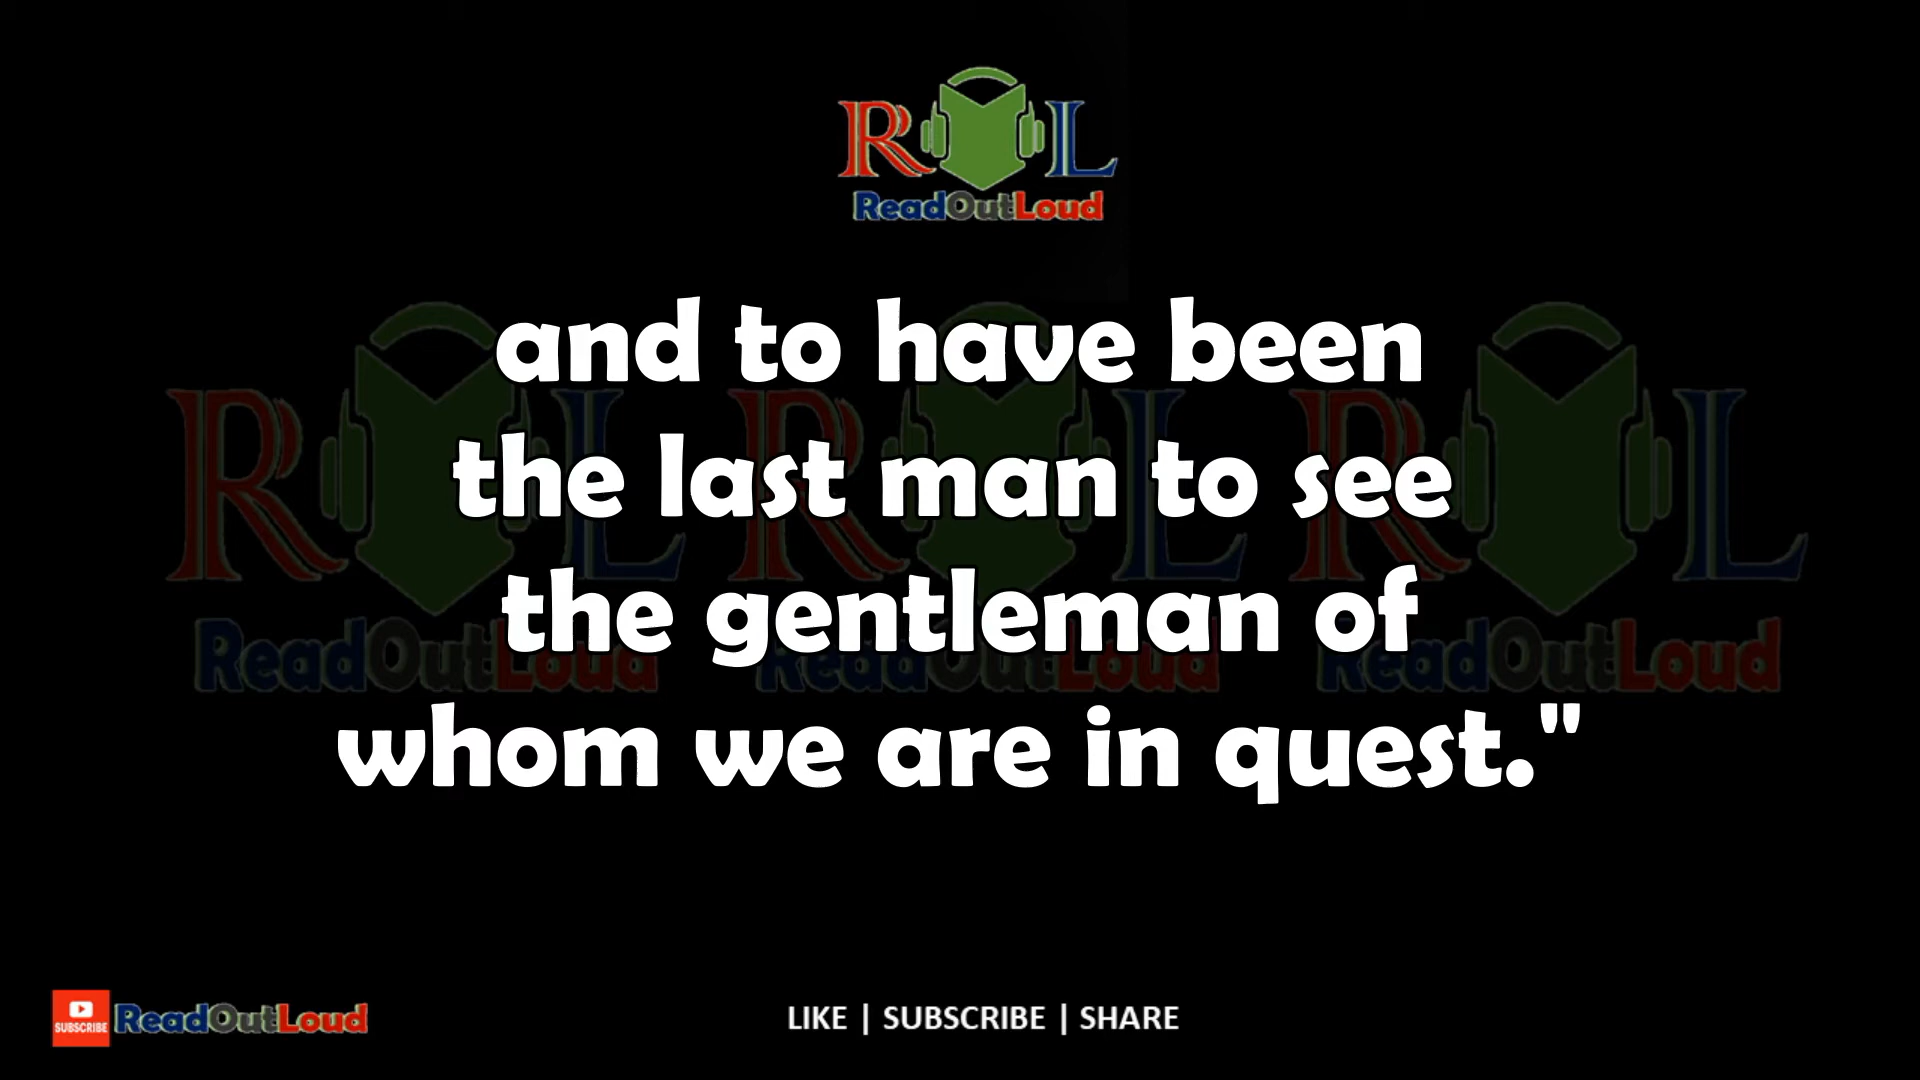 R L
ReadOutLoud
and to have been
the last man to see
the gentleman of
whom we are in quest."
R L R L R L
ReadOutLoud ReadOutLoud ReadOutLoud
SUBSCRIBE ReadOutLoud
LIKE | SUBSCRIBE | SHARE